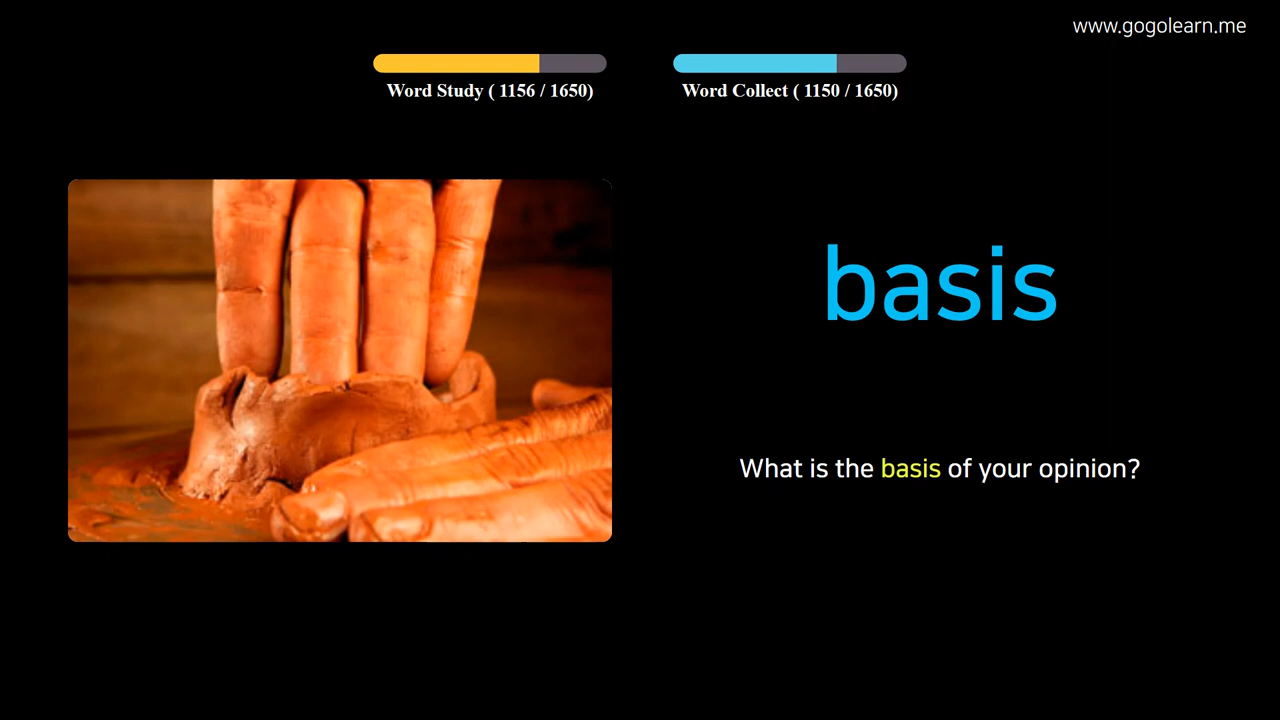 www.gogolearn.me
Word Study ( 1156 / 1650)
Word Collect ( 1150 / 1650)
basis
What is the basis of your opinion?